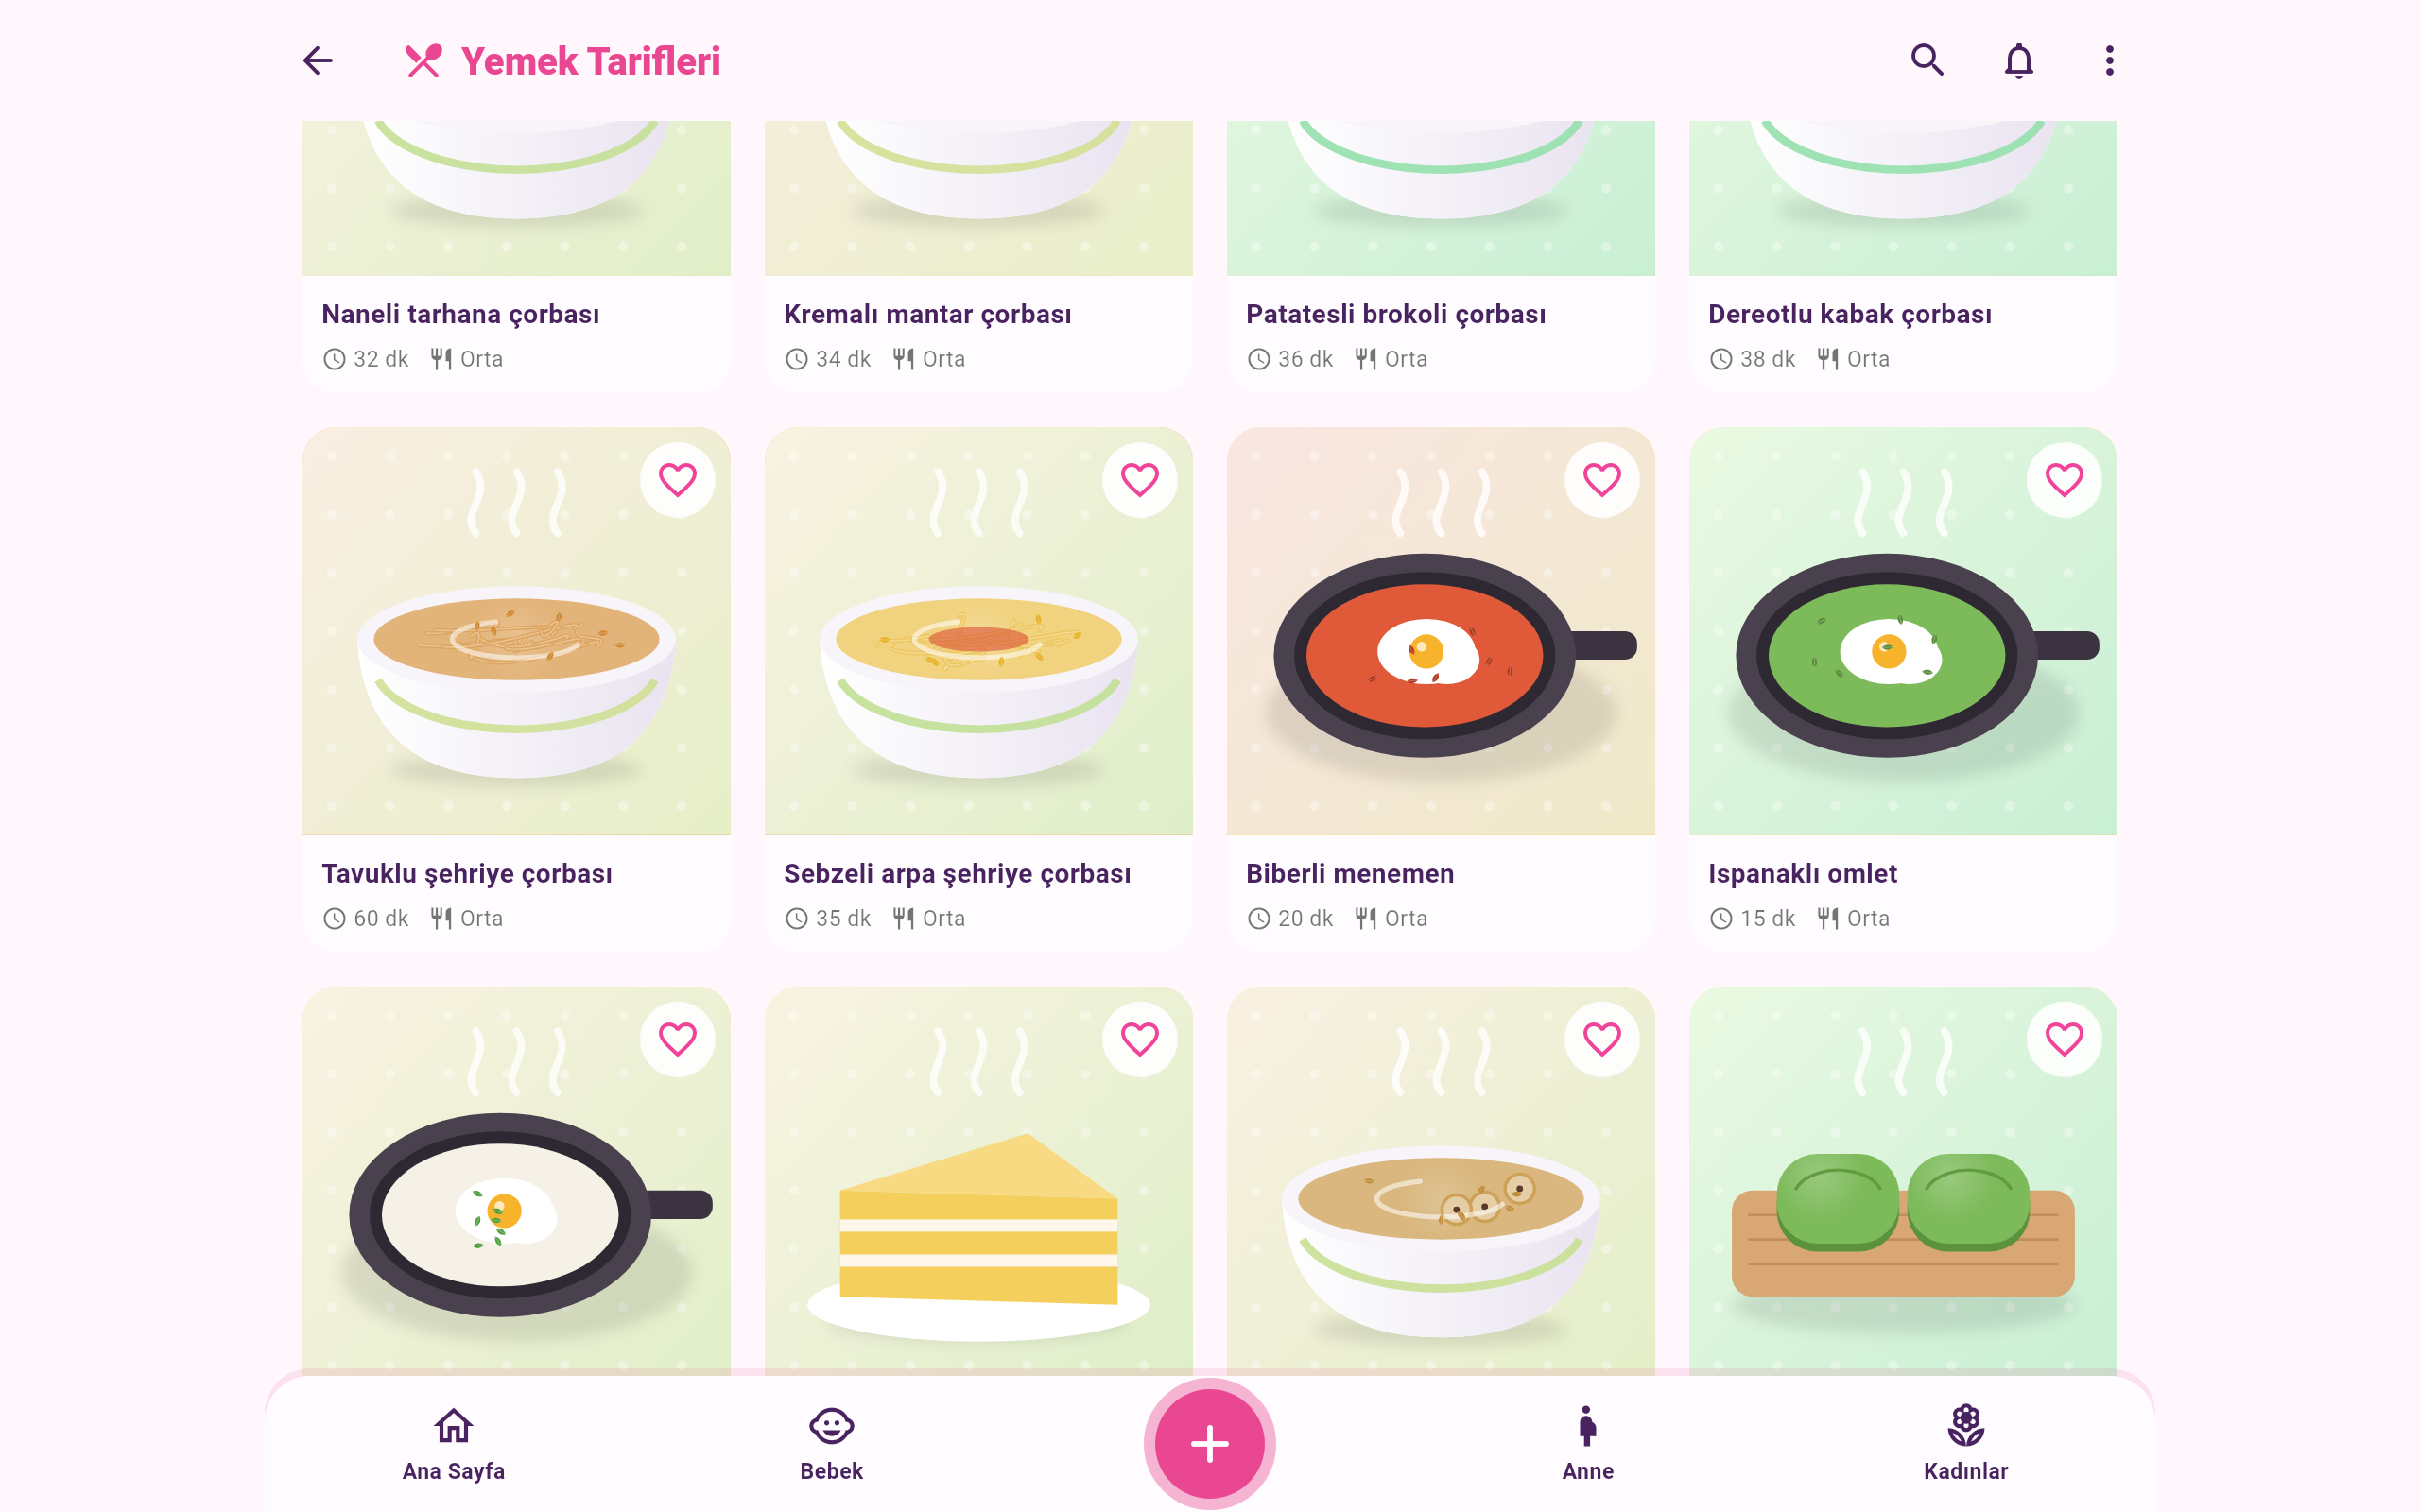 Yemek Tarifleri
Naneli tarhana çorbası
32 dk Orta
Kremalı mantar çorbası
34 dk Orta
Patatesli brokoli çorbası
36 dk Orta
Dereotlu kabak çorbası
38 dk Orta
Tavuklu şehriye çorbası
60 dk Orta
Sebzeli arpa şehriye çorbası
35 dk Orta
Biberli menemen
20 dk Orta
Ispanaklı omlet
15 dk Orta
Ana Sayfa
Bebek
Anne
Kadınlar